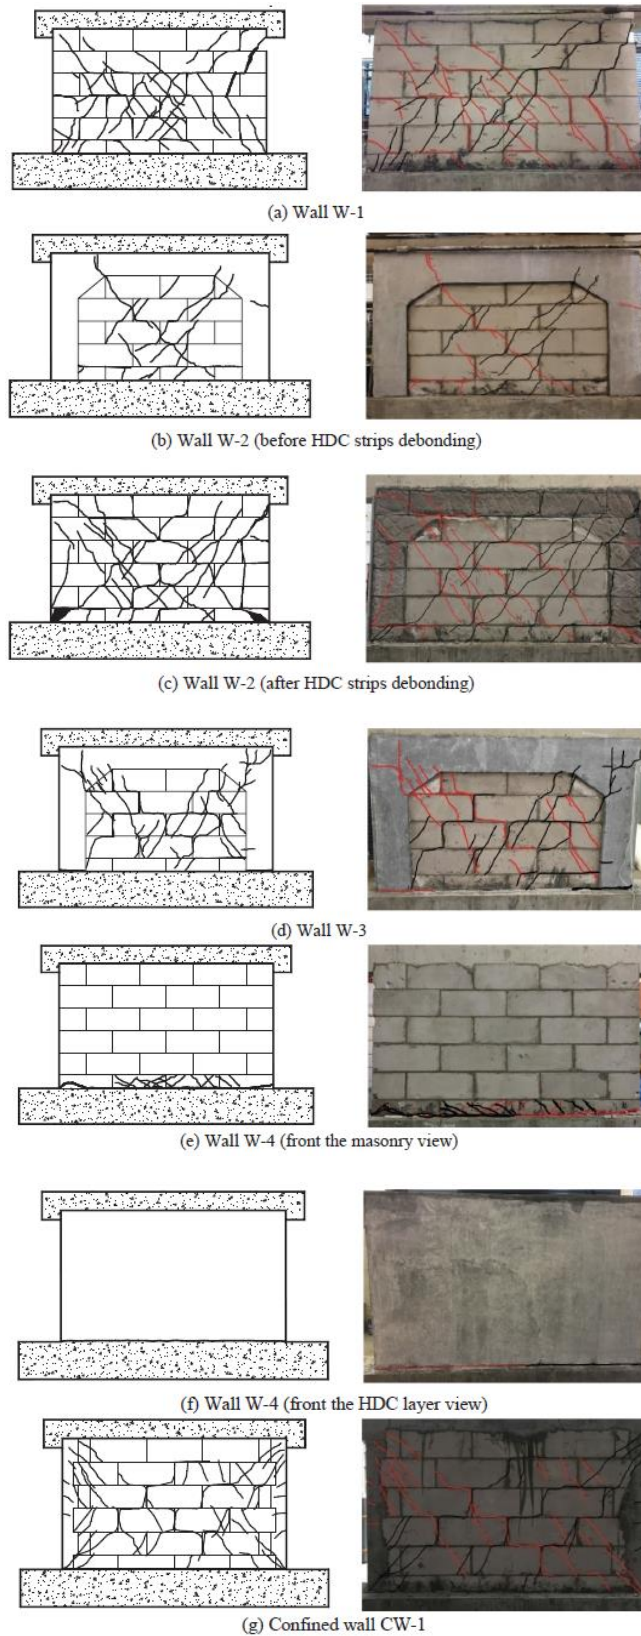 (a) Wall W-1
(b) Wall W-2 (before HDC strips debonding)
(c) Wall W-2 (after HDC strips debonding)
(d) Wall W-3
(e) Wall W-4 (front the masonry view)
(f) Wall W-4 (front the HDC layer view)
(g) Confined wall CW-1